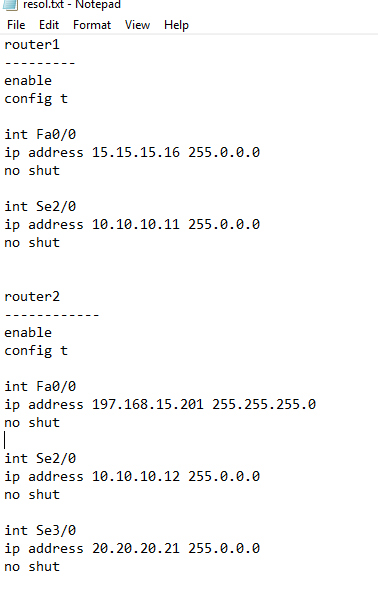 resol.txt - Notepad
File Edit Format View Help
router1
---------
enable
config t
int Fa0/0
ip address 15.15.15.16 255.0.0.0
no shut
int Se2/0
ip address 10.10.10.11 255.0.0.0
no shut
router2
------------
enable
config t
int Fa0/0
ip address 197.168.15.201 255.255.255.0
no shut
int Se2/0
ip address 10.10.10.12 255.0.0.0
no shut
int Se3/0
ip address 20.20.20.21 255.0.0.0
no shut